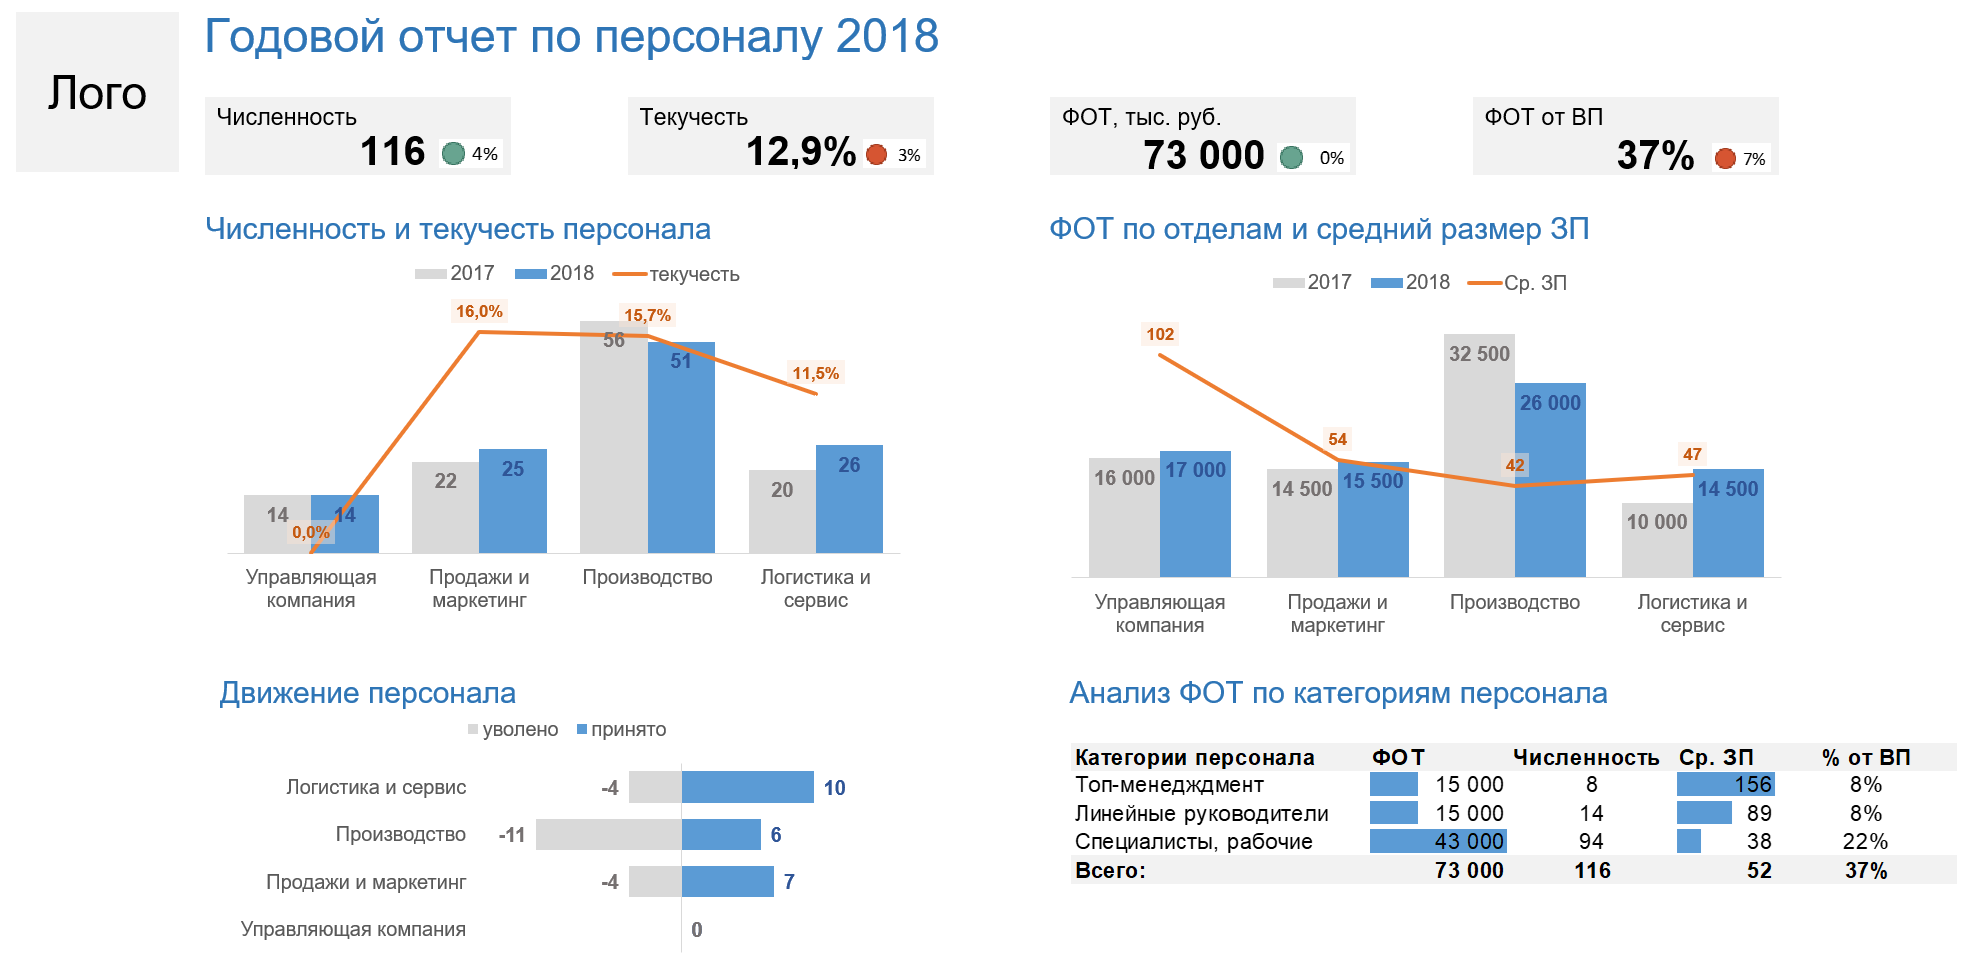 Лого
Годовой отчет по персоналу 2018
Численность
116 4%
Текучесть
12,9% 3%
ФОТ, тыс. руб.
73 000 0%
ФОТ от ВП
37% 7%
Численность и текучесть персонала
2017 2018 текучесть
16,0%
15,7%
56
51
11,5%
22
25
20
26
14
14
0,0%
Управляющая
компания
Продажи и
маркетинг
Производство
Логистика и
сервис
ФОТ по отделам и средний размер ЗП
2017 2018 Ср. ЗП
102
32 500
26 000
54
42
47
16 000
17 000
14 500
15 500
10 000
14 500
Управляющая
компания
Продажи и
маркетинг
Производство
Логистика и
сервис
Движение персонала
уволено принято
Логистика и сервис -4 10
Производство -11 6
Продажи и маркетинг -4 7
Управляющая компания 0
Анализ ФОТ по категориям персонала
Категории персонала ФОТ Численность Ср. ЗП % от ВП
Топ-менедждмент 15 000 8 156 8%
Линейные руководители 15 000 14 89 8%
Специалисты, рабочие 43 000 94 38 22%
Всего: 73 000 116 52 37%